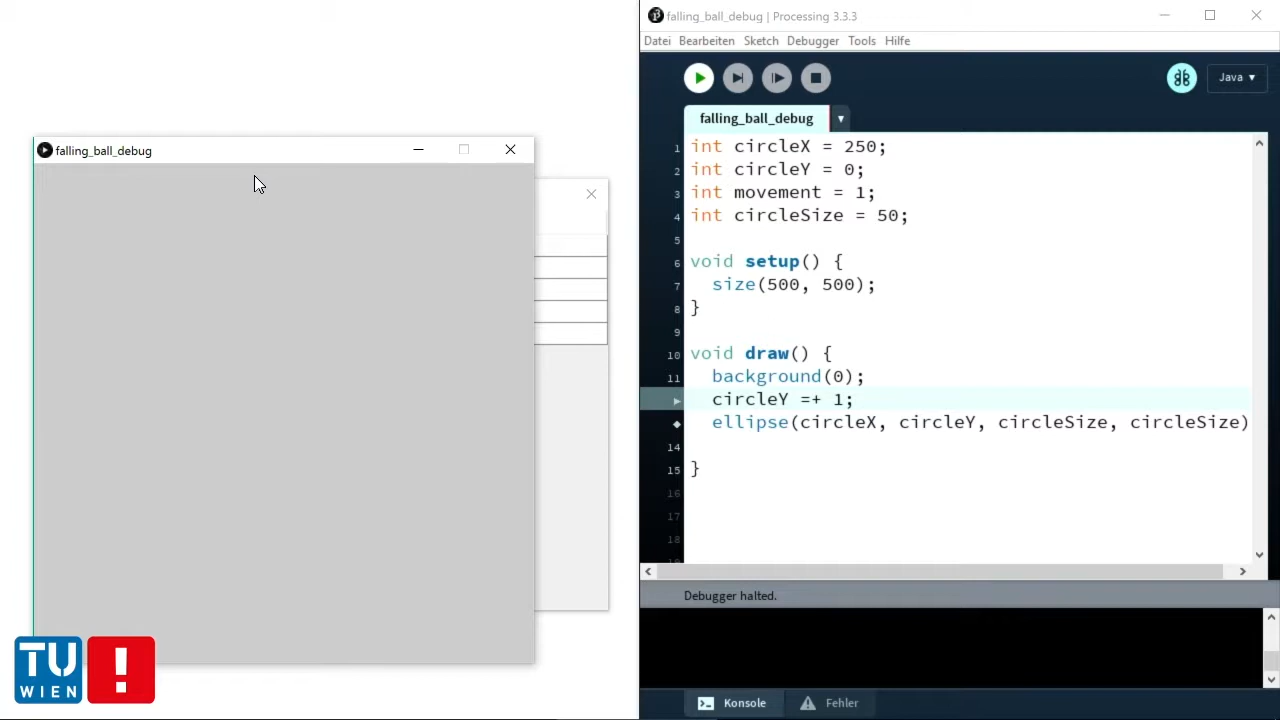 falling_ball_debug | Processing 3.3.3
Datei Bearbeiten Sketch Debugger Tools Hilfe
Java ▾
falling_ball_debug
falling_ball_debug
1 int circleX = 250;
2 int circleY = 0;
3 int movement = 1;
4 int circleSize = 50;
5
6 void setup() {
7 size(500, 500);
8 }
9
10 void draw() {
11 background(0);
circleY =+ 1;
ellipse(circleX, circleY, circleSize, circleSize)
14
15 }
16
17
18
19
Debugger halted.
TU
WIEN
!
Konsole Fehler